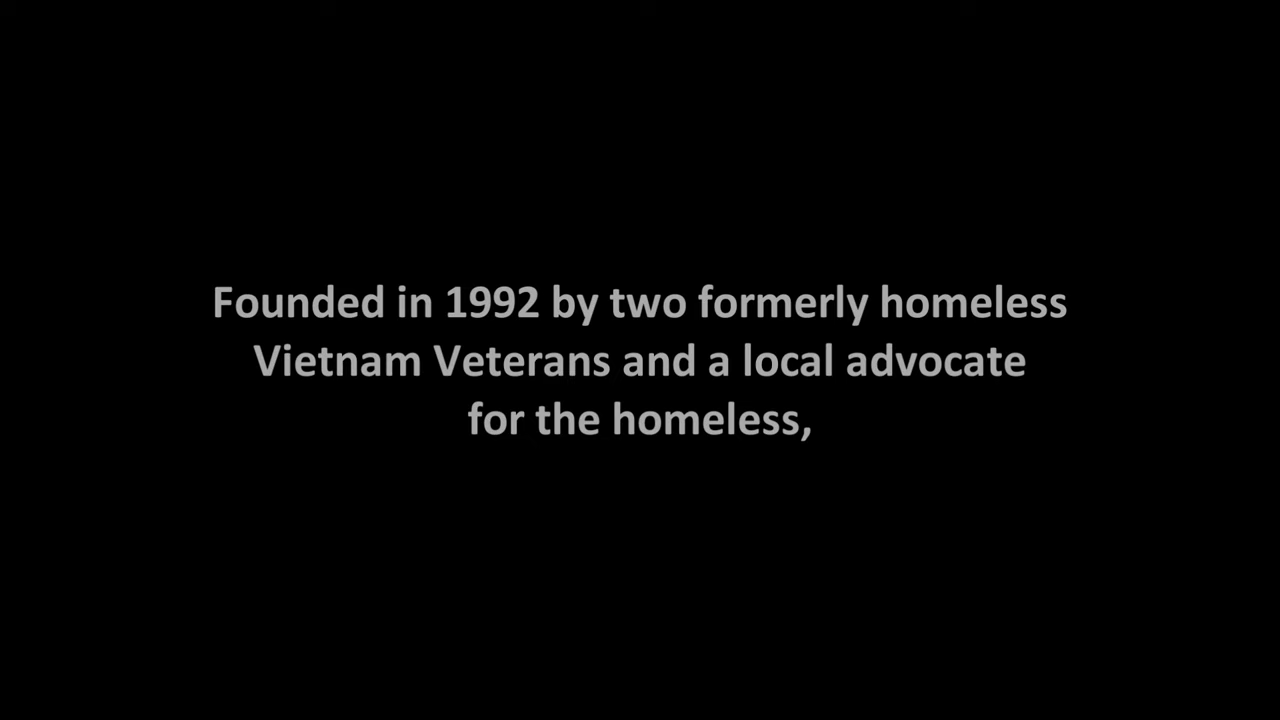 Founded in 1992 by two formerly homeless
Vietnam Veterans and a local advocate
for the homeless,